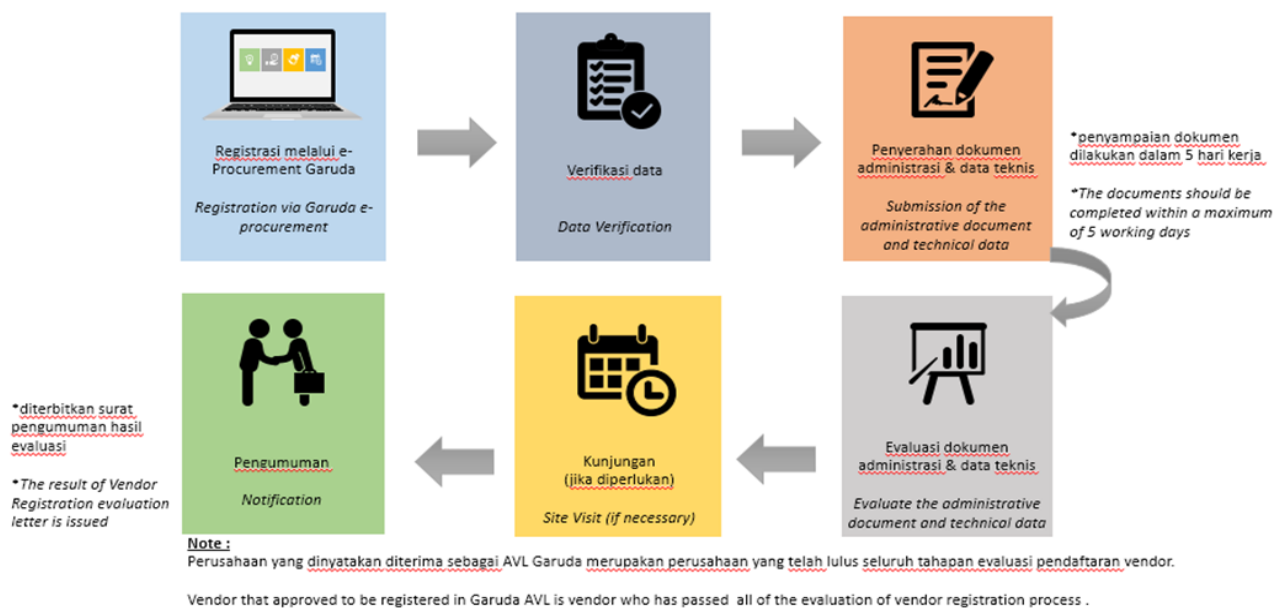 Registrasi melalui e-
Procurement Garuda
Registration via Garuda e-
procurement
Verifikasi data
Data Verification
Penyerahan dokumen
administrasi & data teknis
Submission of the
administrative document
and technical data
*penyampaian dokumen
dilakukan dalam 5 hari kerja
*The documents should be
completed within a maximum
of 5 working days
Evaluasi dokumen
administrasi & data teknis
Evaluate the administrative
document and technical data
Kunjungan
(jika diperlukan)
Site Visit (if necessary)
Pengumuman
Notification
*diterbitkan surat
pengumuman hasil
evaluasi
*The result of Vendor
Registration evaluation
letter is issued
Note :
Perusahaan yang dinyatakan diterima sebagai AVL Garuda merupakan perusahaan yang telah lulus seluruh tahapan evaluasi pendaftaran vendor.
Vendor that approved to be registered in Garuda AVL is vendor who has passed all of the evaluation of vendor registration process .